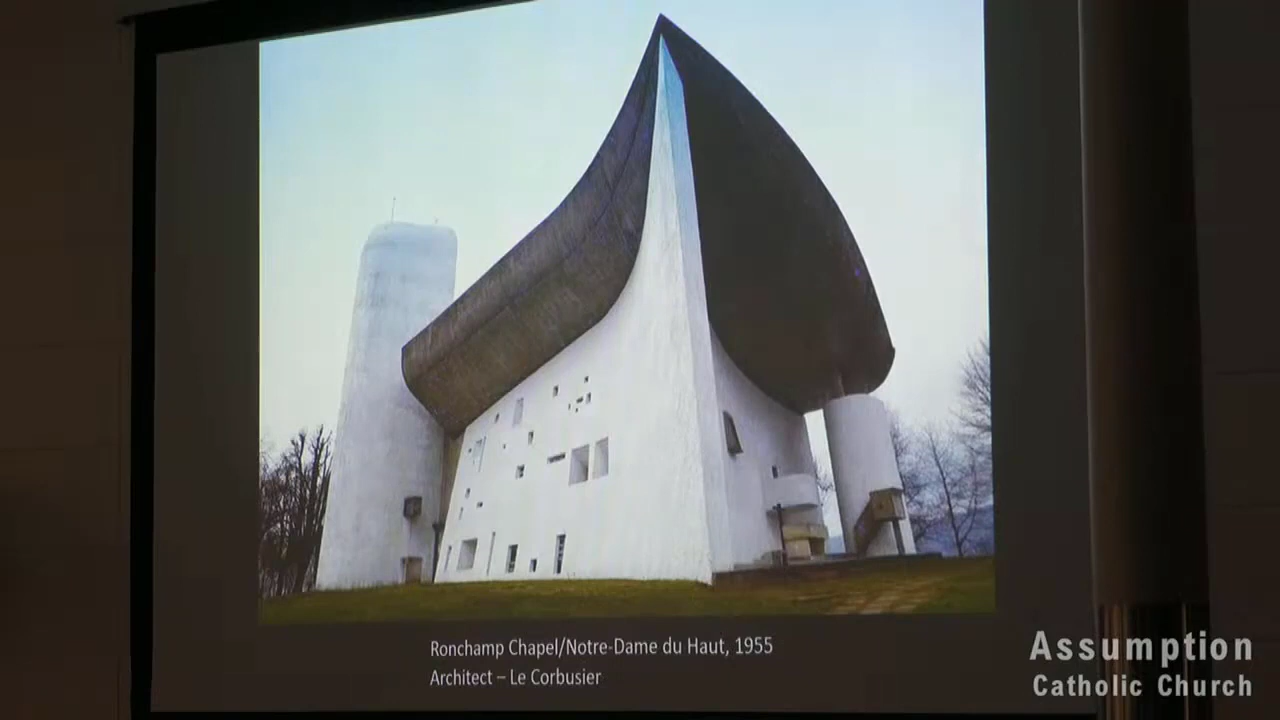 Ronchamp Chapel/Notre-Dame du Haut, 1955
Architect – Le Corbusier
Assumption
Catholic Church